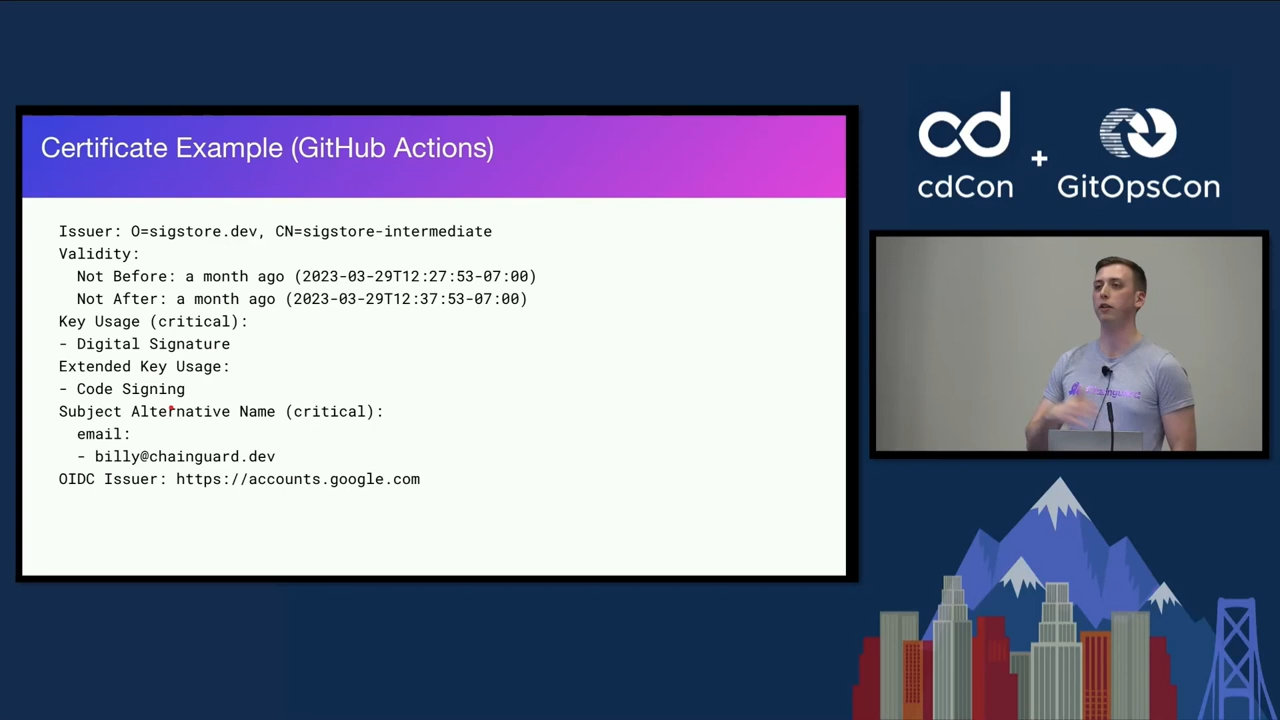 Certificate Example (GitHub Actions)
Issuer: O=sigstore.dev, CN=sigstore-intermediate
Validity:
Not Before: a month ago (2023-03-29T12:27:53-07:00)
Not After: a month ago (2023-03-29T12:37:53-07:00)
Key Usage (critical):
- Digital Signature
Extended Key Usage:
- Code Signing
Subject Alternative Name (critical):
email:
- billy@chainguard.dev
OIDC Issuer: https://accounts.google.com
cd
cdCon
+
GitOpsCon